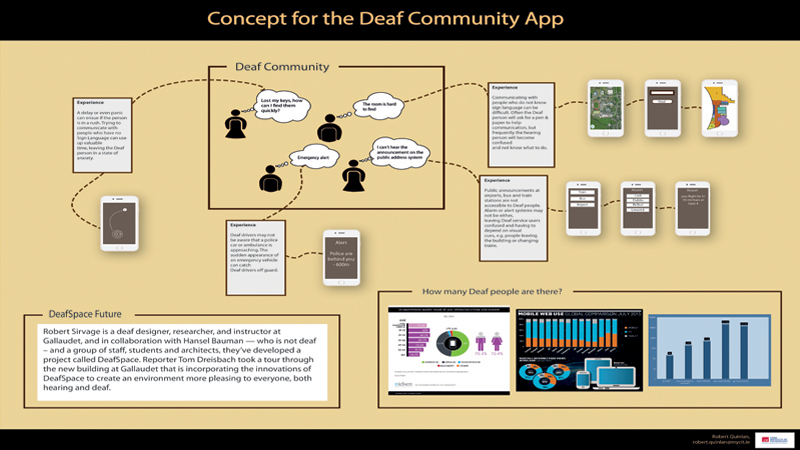 Concept for the Deaf Community App
Deaf Community
Lost my keys, how
can I find them
quickly?
The room is hard
to find
Emergency alert
I can't hear the
announcement on the
public address system
Experience
A delay or even panic
can ensue if the person
is in a rush. Trying to
communicate with
people who have no
Sign Language can use
up valuable
time, leaving the Deaf
person in a state of
anxiety.
Experience
Communicating with
people who do not know
sign language can be
difficult. Often the Deaf
person will ask for a pen &
paper to help
communication, but
frequently the hearing
person will become
confused
and not know what to do.
Experience
Public announcements at
airports, bus and train
stations are not
accessible to Deaf people.
Alarm or alert systems may
not be either,
leaving Deaf service users
confused and having to
depend on visual
cues, e.g. people leaving
the building or changing
trains.
Experience
Deaf drivers may not
be aware that a police
car or ambulance is
approaching. The
sudden appearance of
an emergency vehicle
can catch
Deaf drivers off guard.
Alert
Police are
behind you
- 600m
DeafSpace Future
Robert Sirvage is a deaf designer, researcher, and instructor at
Gallaudet, and in collaboration with Hansel Bauman — who is not deaf
– and a group of staff, students and architects, they've developed a
project called DeafSpace. Reporter Tom Dreisbach took a tour through
the new building at Gallaudet that is incorporating the innovations of
DeafSpace to create an environment more pleasing to everyone, both
hearing and deaf.
How many Deaf people are there?
MOBILE WEB USE GLOBAL COMPARISON JULY 2015
nielsen
Robert Quinlan,
robert.quinlan@mycit.ie